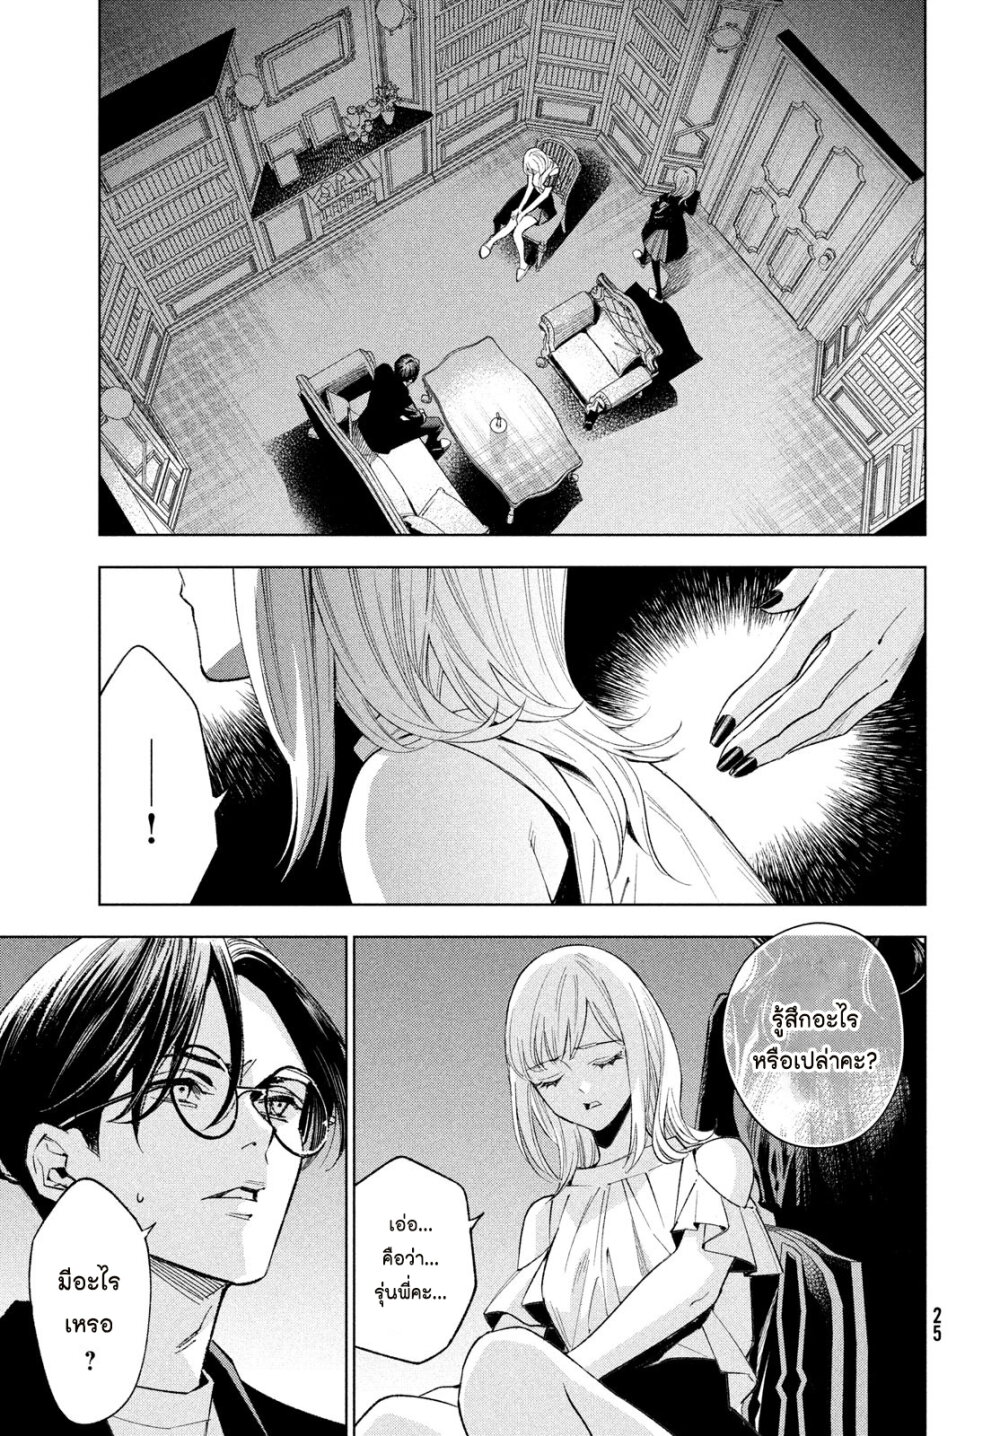 !
รู้สึกอะไร
หรือเปล่าคะ?
เอ่อ...
คือว่า...
รุ่นพี่คะ...
มีอะไร
เหรอ
?
25